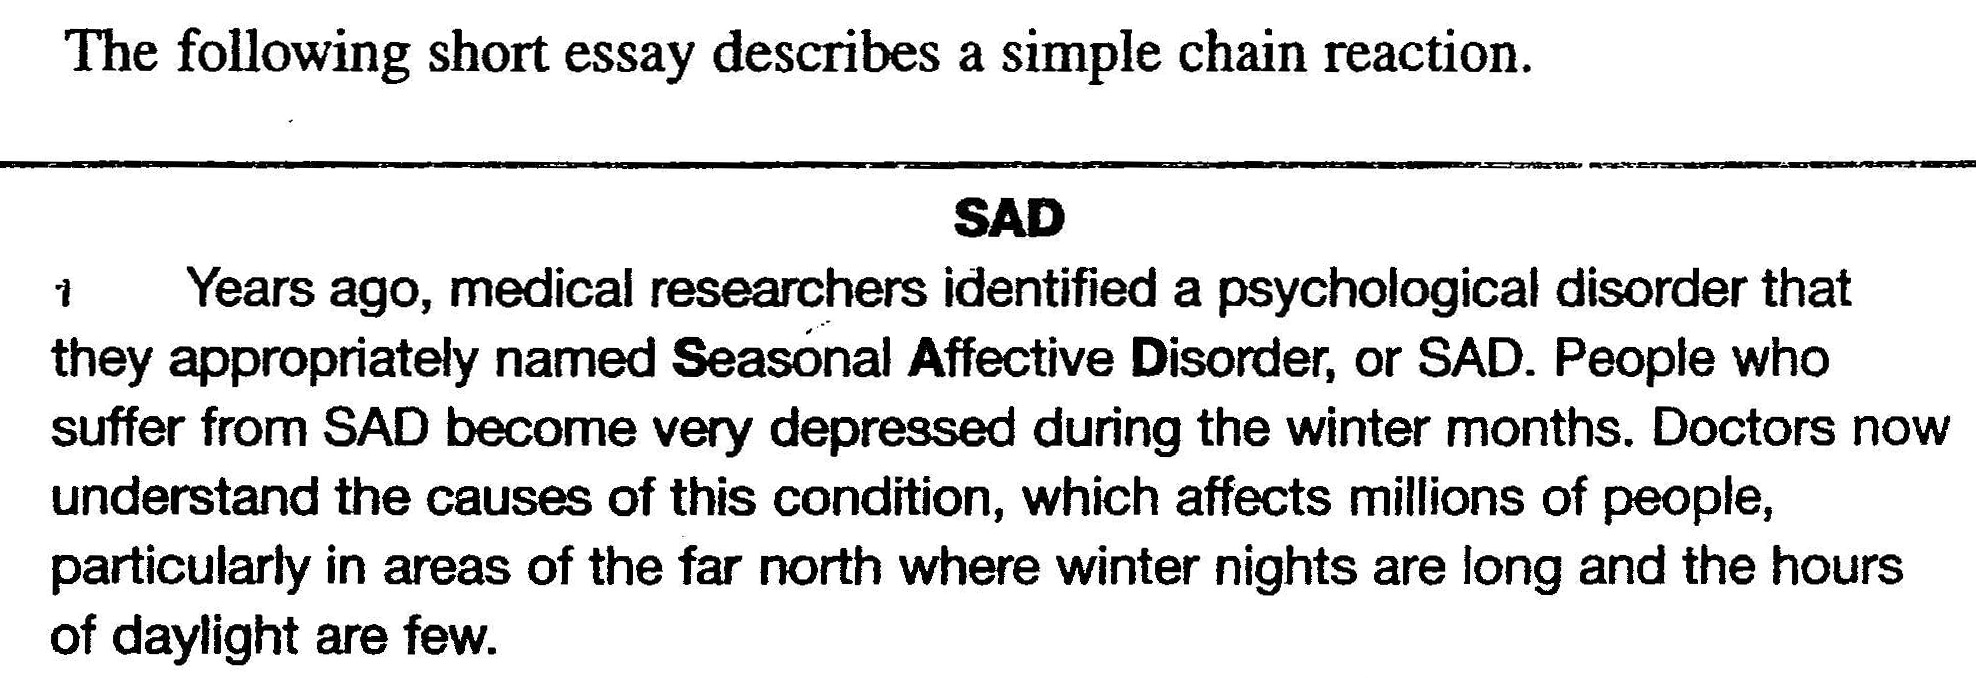 The following short essay describes a simple chain reaction.
SAD
1 Years ago, medical researchers identified a psychological disorder that
they appropriately named Seasonal Affective Disorder, or SAD. People who
suffer from SAD become very depressed during the winter months. Doctors now
understand the causes of this condition, which affects millions of people,
particularly in areas of the far north where winter nights are long and the hours
of daylight are few.